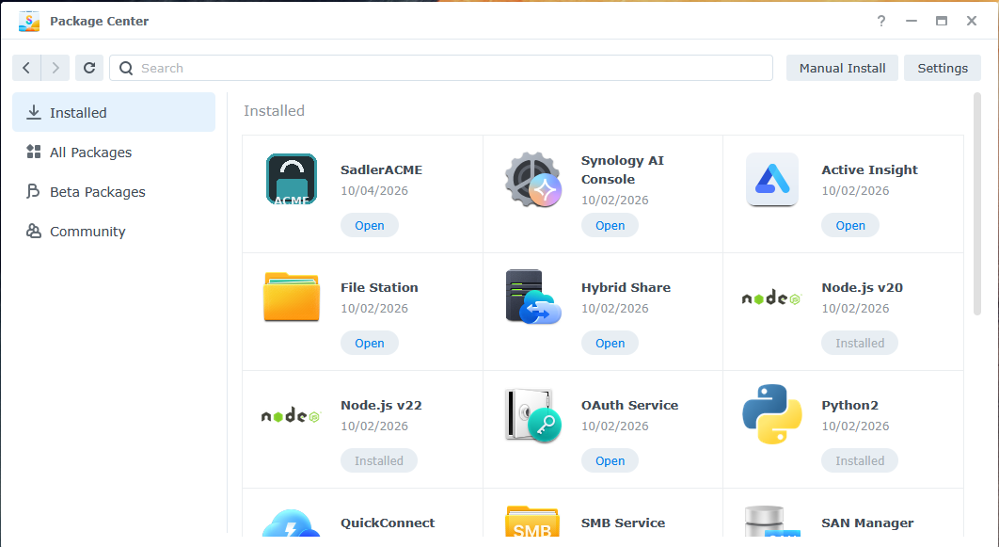 Package Center
?
Search
Manual Install
Settings
Installed
All Packages
Beta Packages
Community
Installed
ACME
SadlerACME
10/04/2026
Open
Synology AI
Console
10/02/2026
Open
Active Insight
10/02/2026
Open
File Station
10/02/2026
Open
Hybrid Share
10/02/2026
Open
node JS
Node.js v20
10/02/2026
Installed
node JS
Node.js v22
10/02/2026
Installed
OAuth Service
10/02/2026
Open
Python2
10/02/2026
Installed
QuickConnect
SMB
SMB Service
SAN Manager